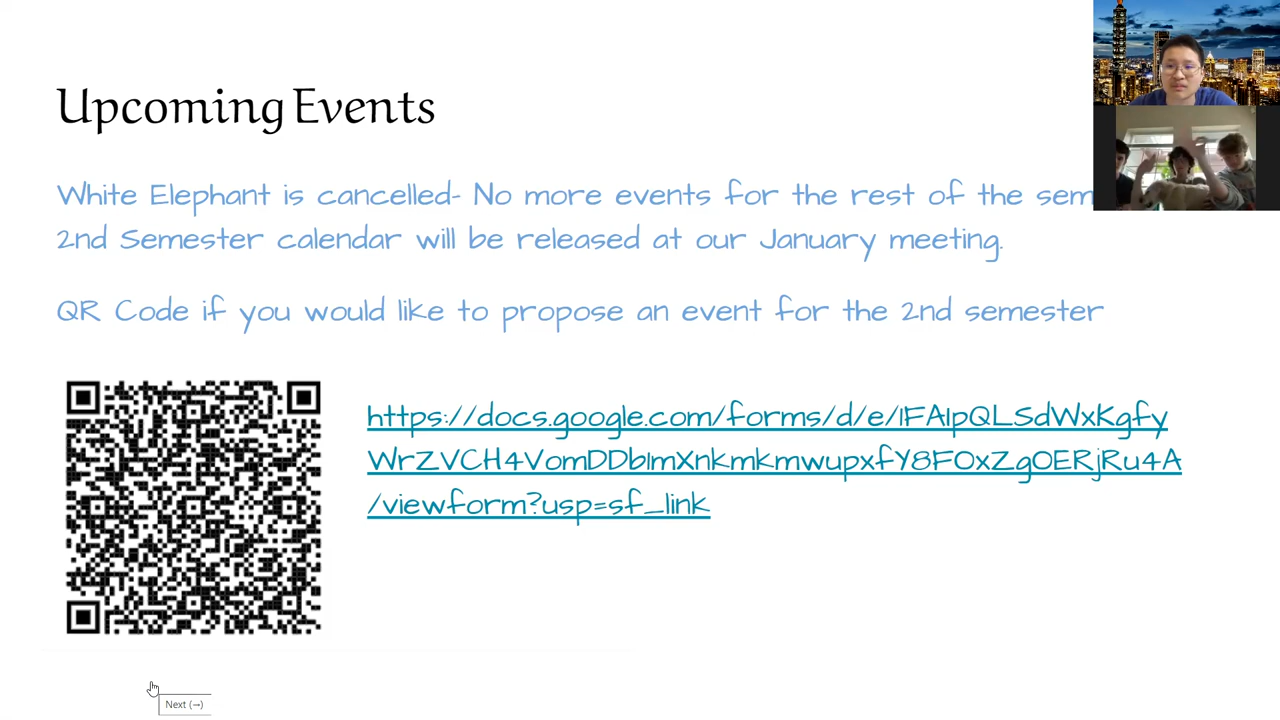 Upcoming Events
White Elephant is cancelled- No more events for the rest of the sem
2nd Semester calendar will be released at our January meeting.
QR Code if you would like to propose an event for the 2nd semester
https://docs.google.com/forms/d/e/1FAIpQLSdWxKgfy
WrZVCH4VomDDb1mXnkmkmwupxfY8FOxZg0ERjRu4A
/viewform?usp=sf_link
Next (→)